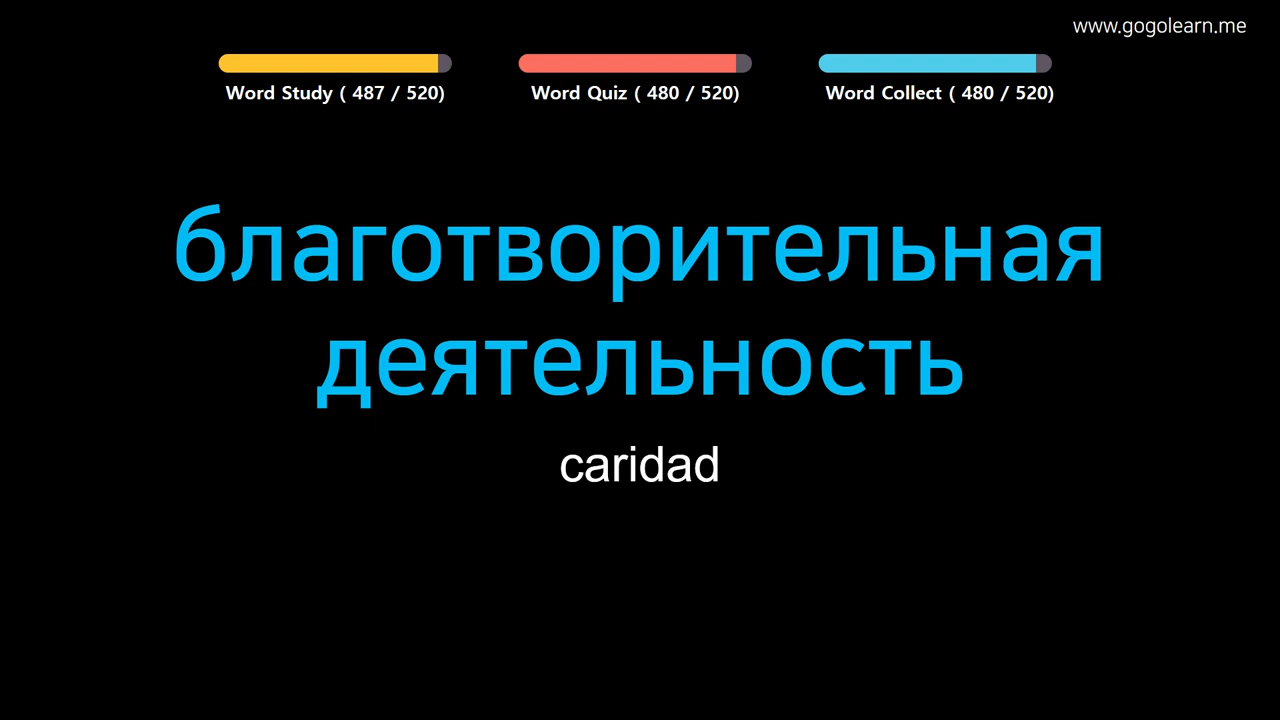 www.gogolearn.me
Word Study ( 487 / 520)
Word Quiz ( 480 / 520)
Word Collect ( 480 / 520)
благотворительная
деятельность
caridad